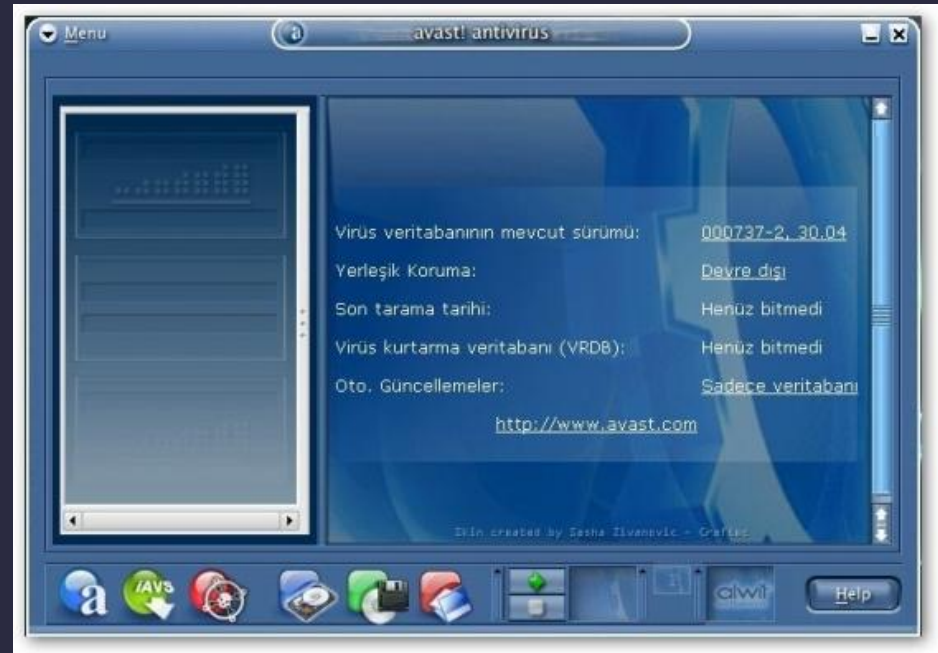 Menu
avast! antivirus
Virüs veritabanının mevcut sürümü: 000737-2, 30.04
Yerleşik Koruma: Devre dışı
Son tarama tarihi: Henüz bitmedi
Virüs kurtarma veritabanı (VRDB): Henüz bitmedi
Oto. Güncellemeler: Sadece veritabanı
http://www.avast.com
Skin created by Sasha Zivanovic - Grafixx
a iAVS alwil Help